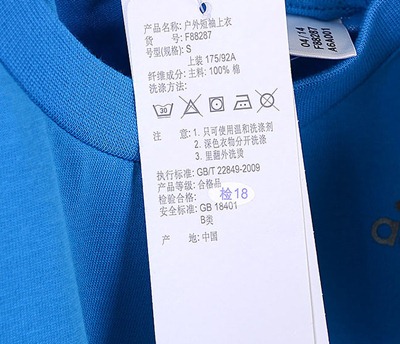 产品名称: 户外短袖上衣
货 号: F88287
号型(规格): S
上装 175/92A
纤维成分: 主料: 100% 棉
洗涤方法:
30
注 意: 1. 只可使用温和洗涤剂
2. 深色衣物分开洗涤
3. 里翻外洗烫
执行标准: GB/T 22849-2009
产品等级: 合格品
检验合格: 检18
安全标准: GB 18401
B类
产 地: 中国
04/14
F88287
A6A001